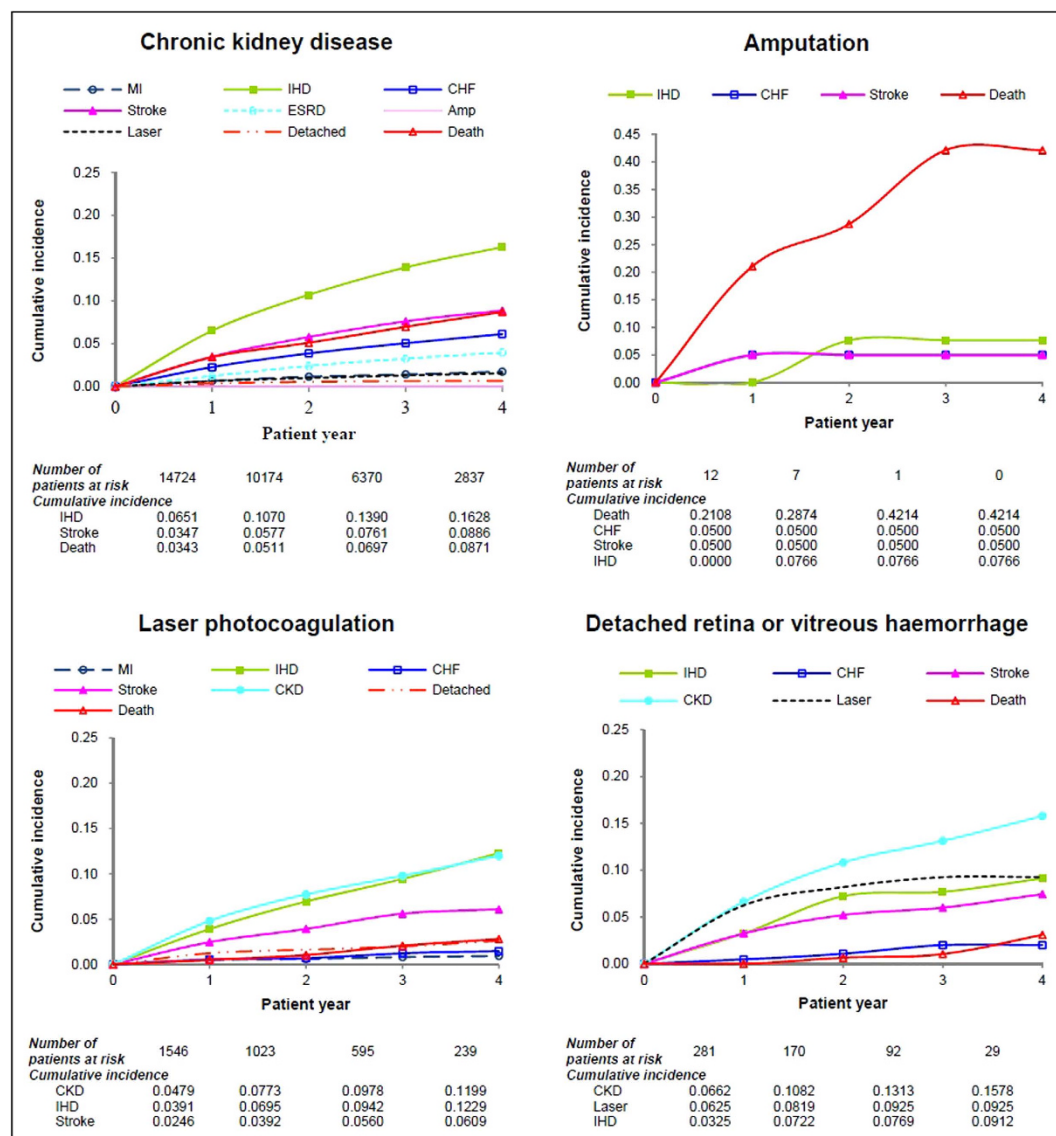 Chronic kidney disease
MI IHD CHF
Stroke ESRD Amp
Laser Detached Death
Cumulative incidence
0.25
0.20
0.15
0.10
0.05
0.00
0 1 2 3 4
Patient year
Number of
patients at risk 14724 10174 6370 2837
Cumulative incidence
IHD 0.0651 0.1070 0.1390 0.1628
Stroke 0.0347 0.0577 0.0761 0.0886
Death 0.0343 0.0511 0.0697 0.0871
Amputation
IHD CHF Stroke Death
Cumulative incidence
0.45
0.40
0.35
0.30
0.25
0.20
0.15
0.10
0.05
0.00
0 1 2 3 4
Patient year
Number of
patients at risk 12 7 1 0
Cumulative incidence
Death 0.2108 0.2874 0.4214 0.4214
CHF 0.0500 0.0500 0.0500 0.0500
Stroke 0.0500 0.0500 0.0500 0.0500
IHD 0.0000 0.0766 0.0766 0.0766
Laser photocoagulation
MI IHD CHF
Stroke CKD Detached
Death
Cumulative incidence
0.25
0.20
0.15
0.10
0.05
0.00
0 1 2 3 4
Patient year
Number of
patients at risk 1546 1023 595 239
Cumulative incidence
CKD 0.0479 0.0773 0.0978 0.1199
IHD 0.0391 0.0695 0.0942 0.1229
Stroke 0.0246 0.0392 0.0560 0.0609
Detached retina or vitreous haemorrhage
IHD CHF Stroke
CKD Laser Death
Cumulative incidence
0.25
0.20
0.15
0.10
0.05
0.00
0 1 2 3 4
Patient year
Number of
patients at risk 281 170 92 29
Cumulative incidence
CKD 0.0662 0.1082 0.1313 0.1578
Laser 0.0625 0.0819 0.0925 0.0925
IHD 0.0325 0.0722 0.0769 0.0912